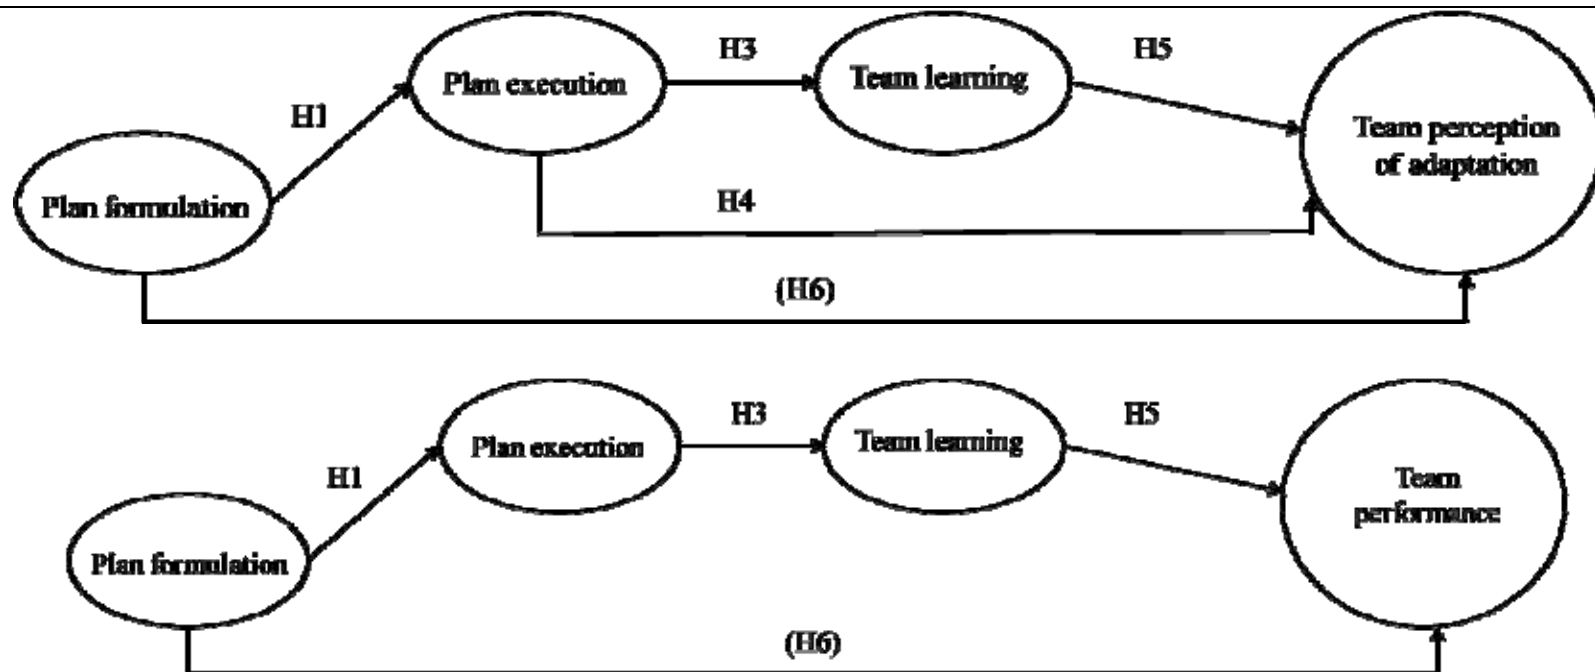 H3
H5
Plan execution
Team learning
H1
Team perception
of adaptation
Plan formulation
H4
(H6)
H3
H5
Plan execution
Team learning
H1
Team
performance
Plan formulation
(H6)